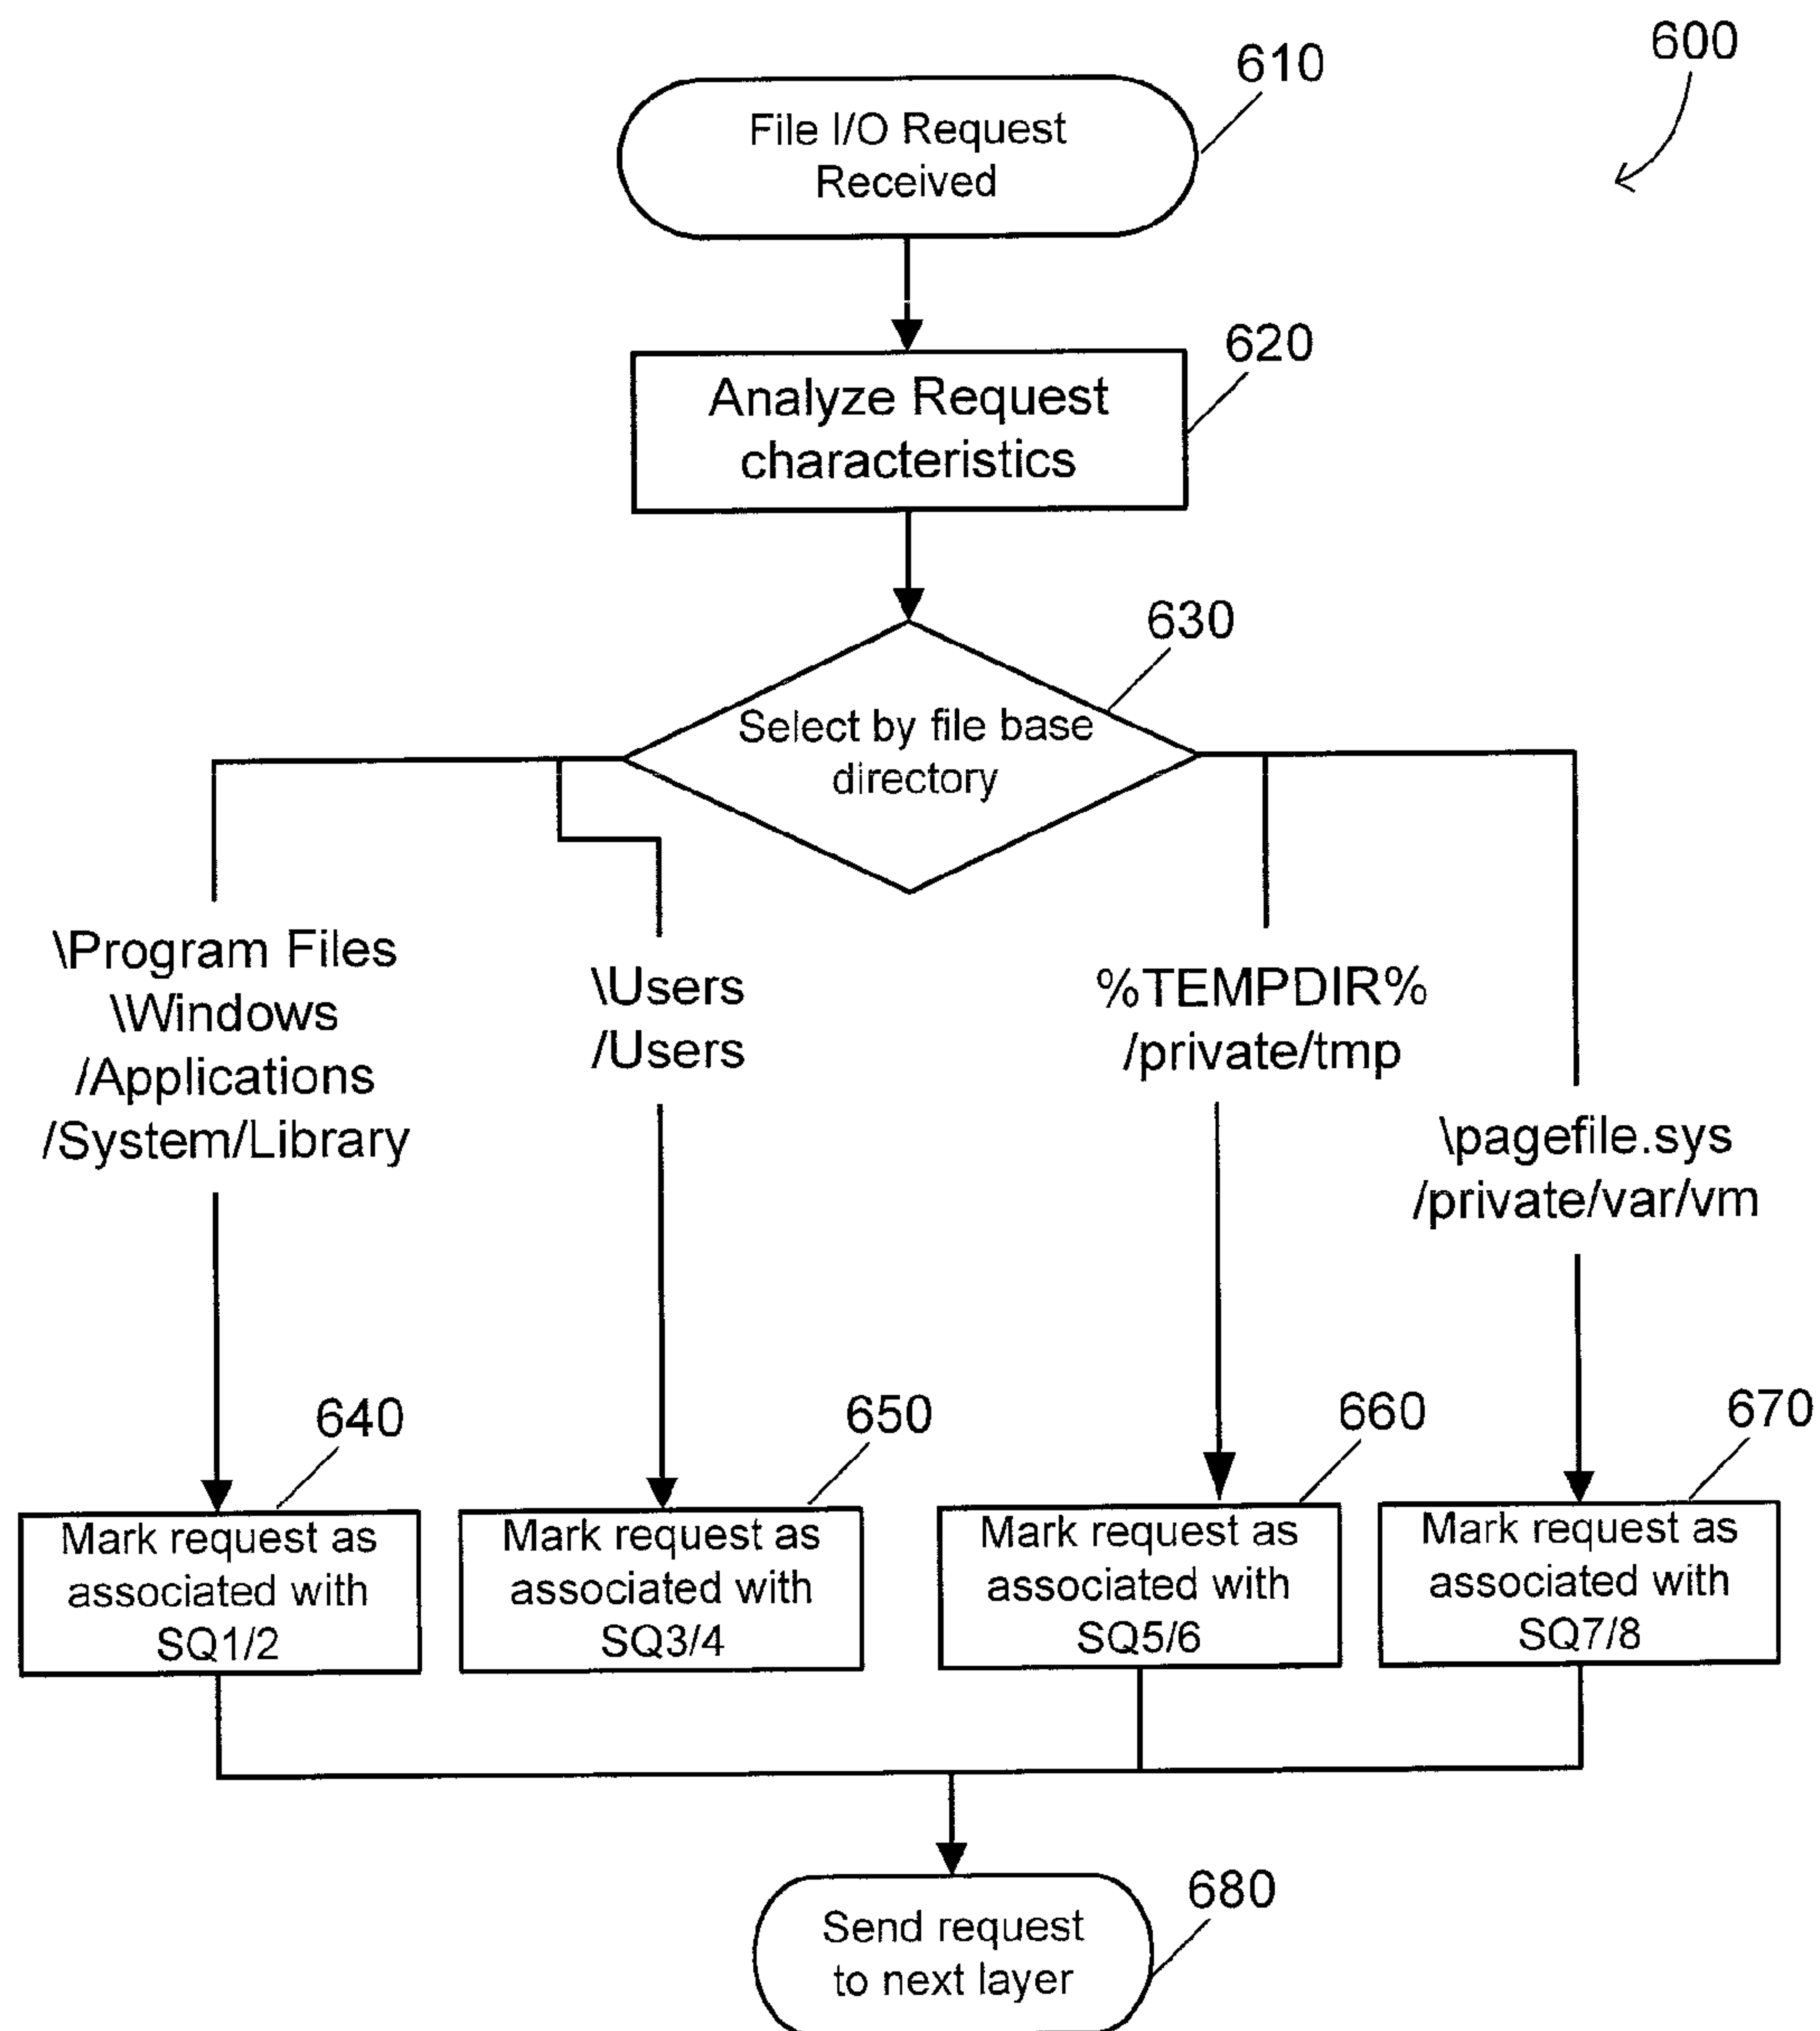 600
610
File I/O Request
Received
620
Analyze Request
characteristics
630
Select by file base
directory
\Program Files
\Windows
/Applications
/System/Library
\Users
/Users
%TEMPDIR%
/private/tmp
\pagefile.sys
/private/var/vm
640
Mark request as
associated with
SQ1/2
650
Mark request as
associated with
SQ3/4
660
Mark request as
associated with
SQ5/6
670
Mark request as
associated with
SQ7/8
680
Send request
to next layer